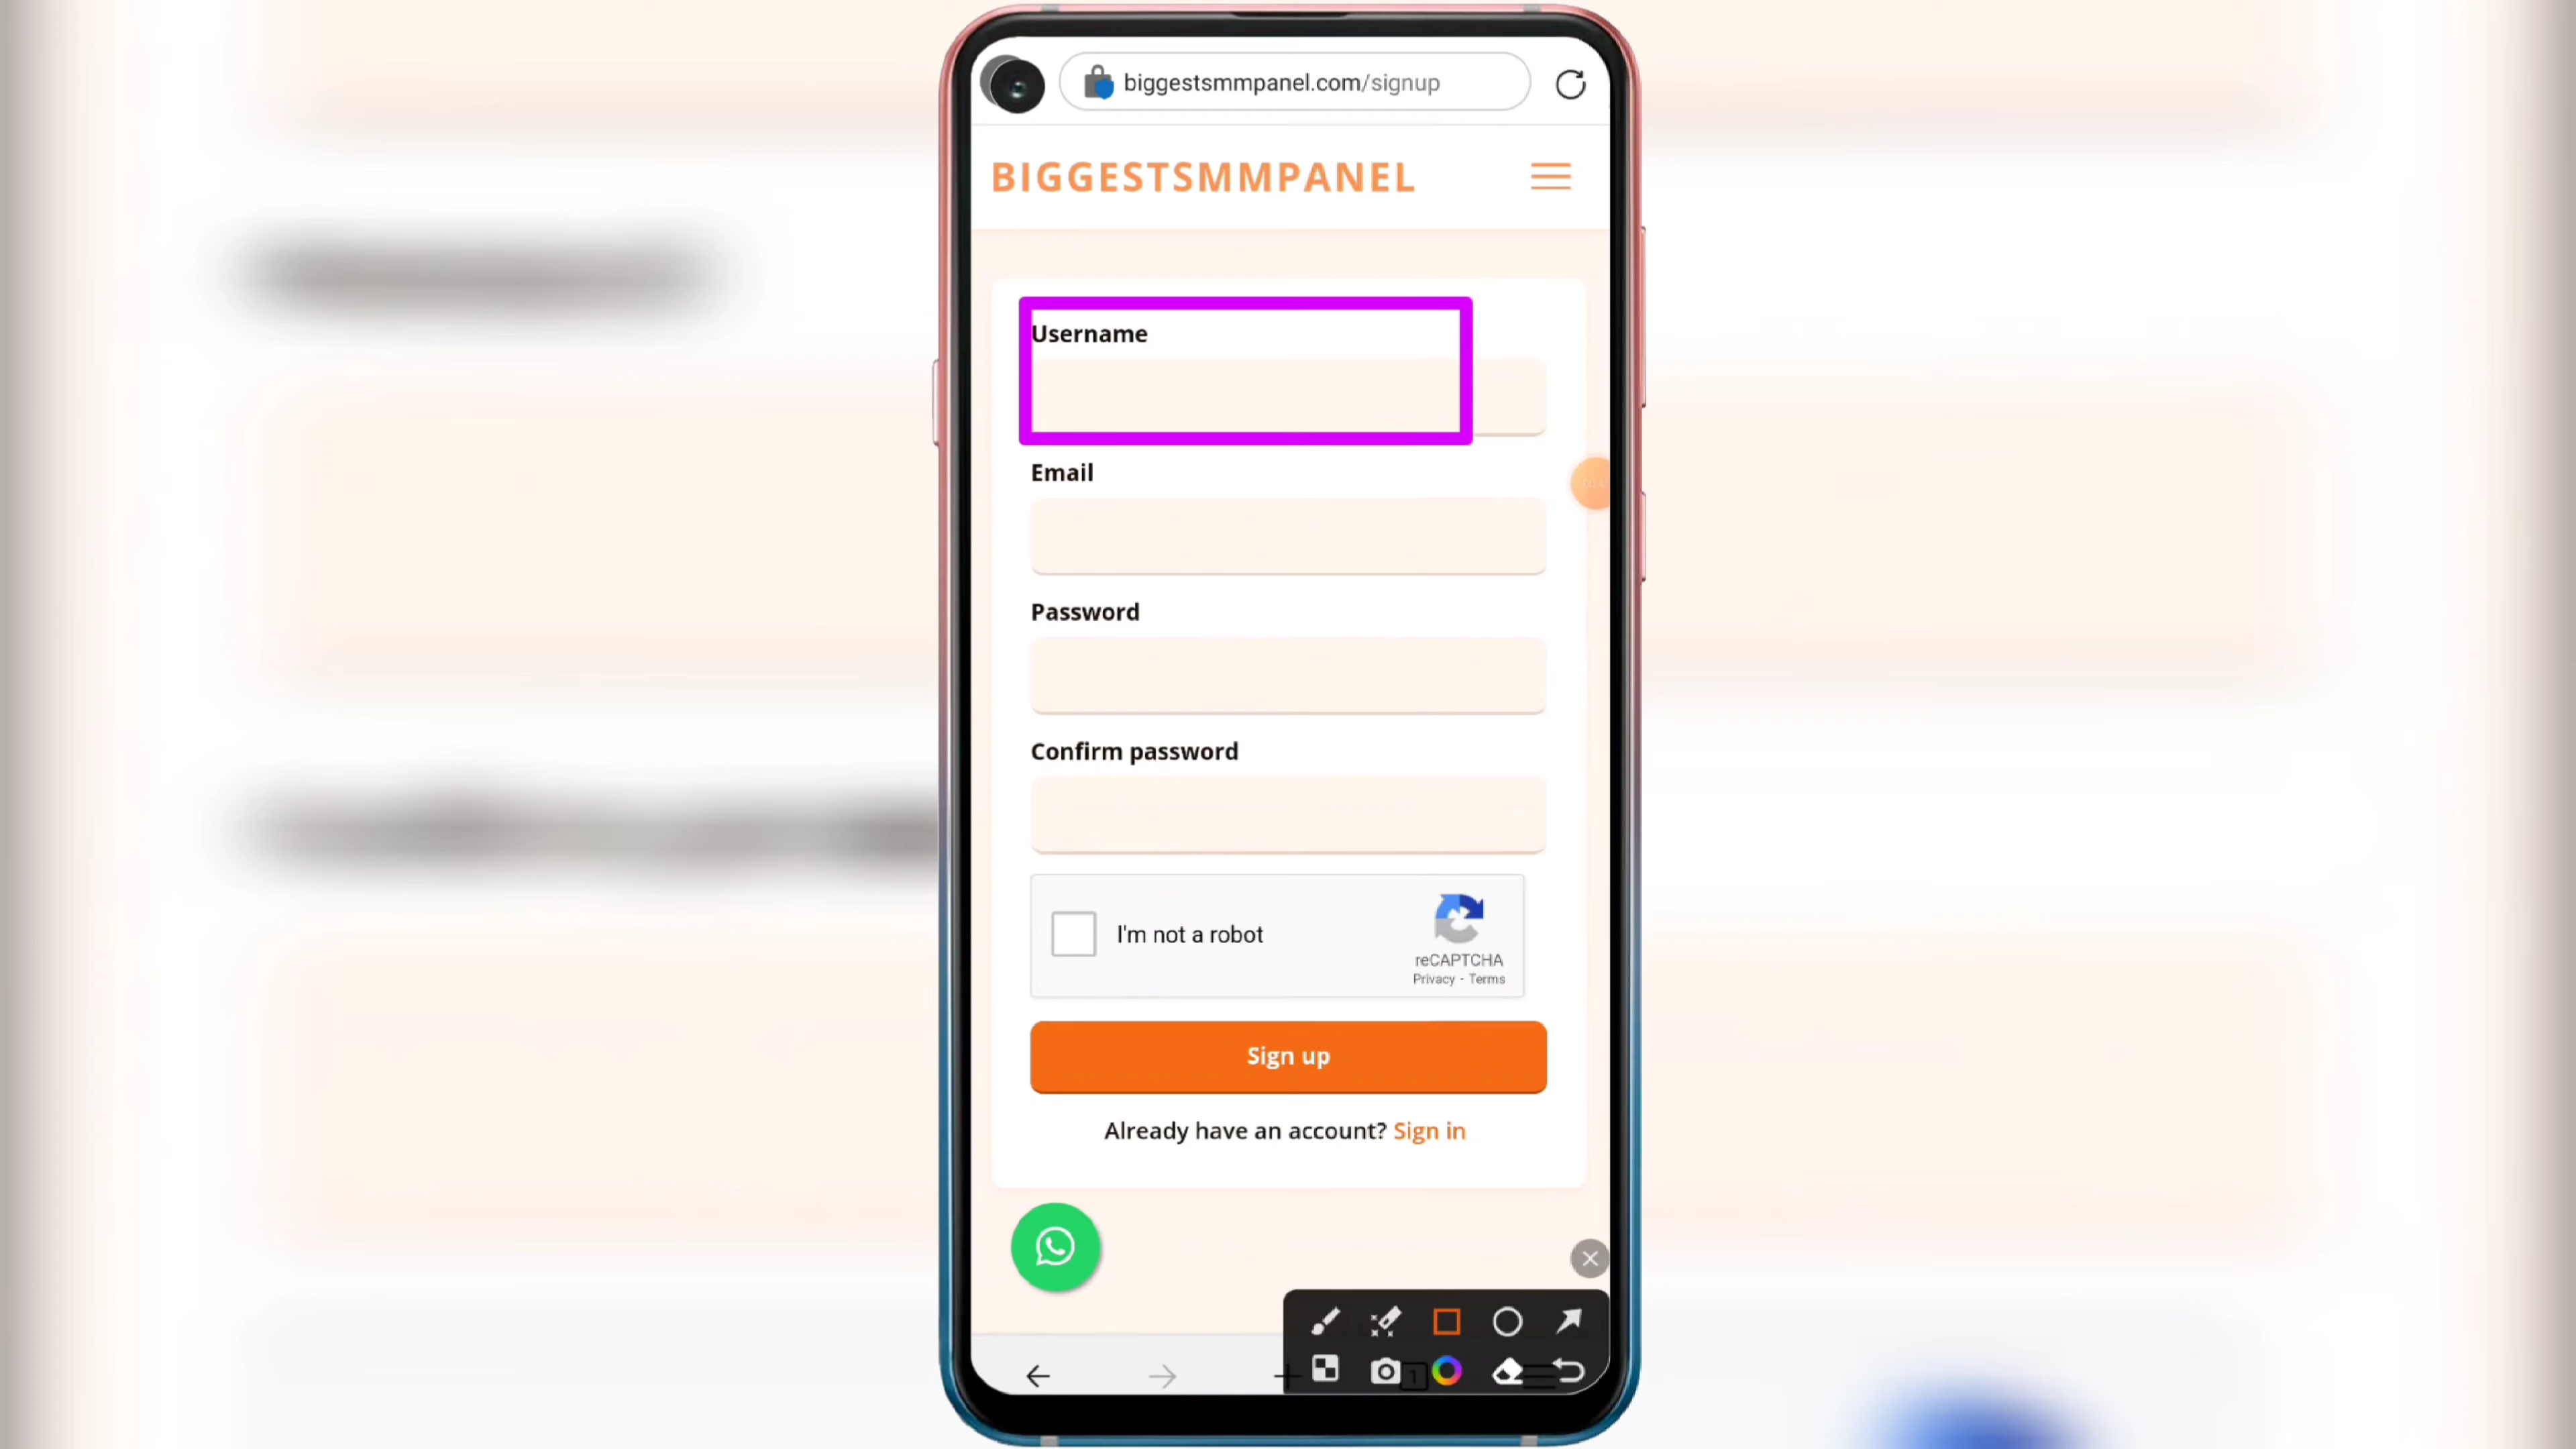 biggestsmmpanel.com/signup
BIGGESTSMMPANEL
Username
Email
Password
Confirm password
I'm not a robot
reCAPTCHA
Privacy - Terms
Sign up
Already have an account? Sign in
1